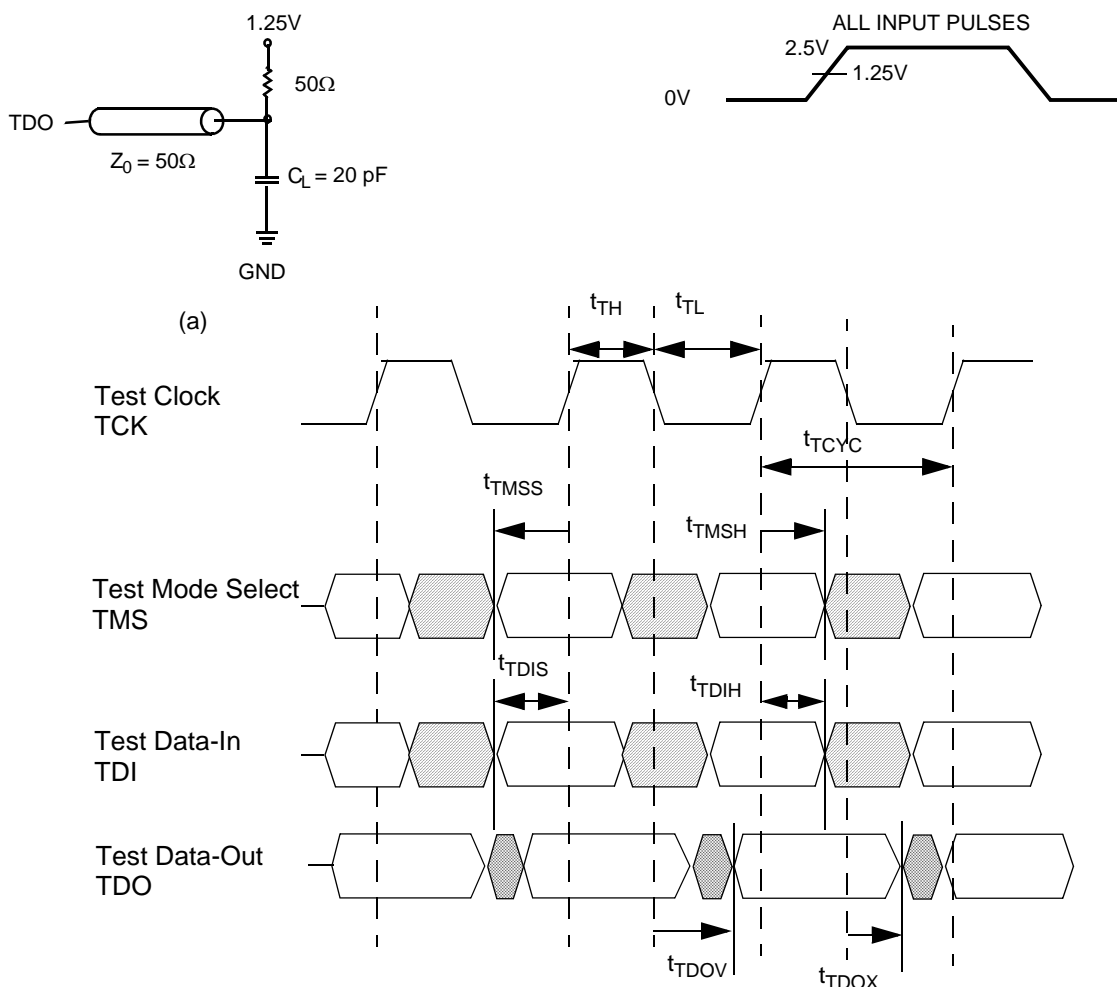 1.25V
ALL INPUT PULSES
2.5V
1.25V
50Ω
0V
TDO
Z0 = 50Ω
CL = 20 pF
GND
(a)
tTH
tTL
Test Clock
TCK
tTCYC
tTMSS
tTMSH
Test Mode Select
TMS
tTDIS
tTDIH
Test Data-In
TDI
Test Data-Out
TDO
tTDOV
tTDOX